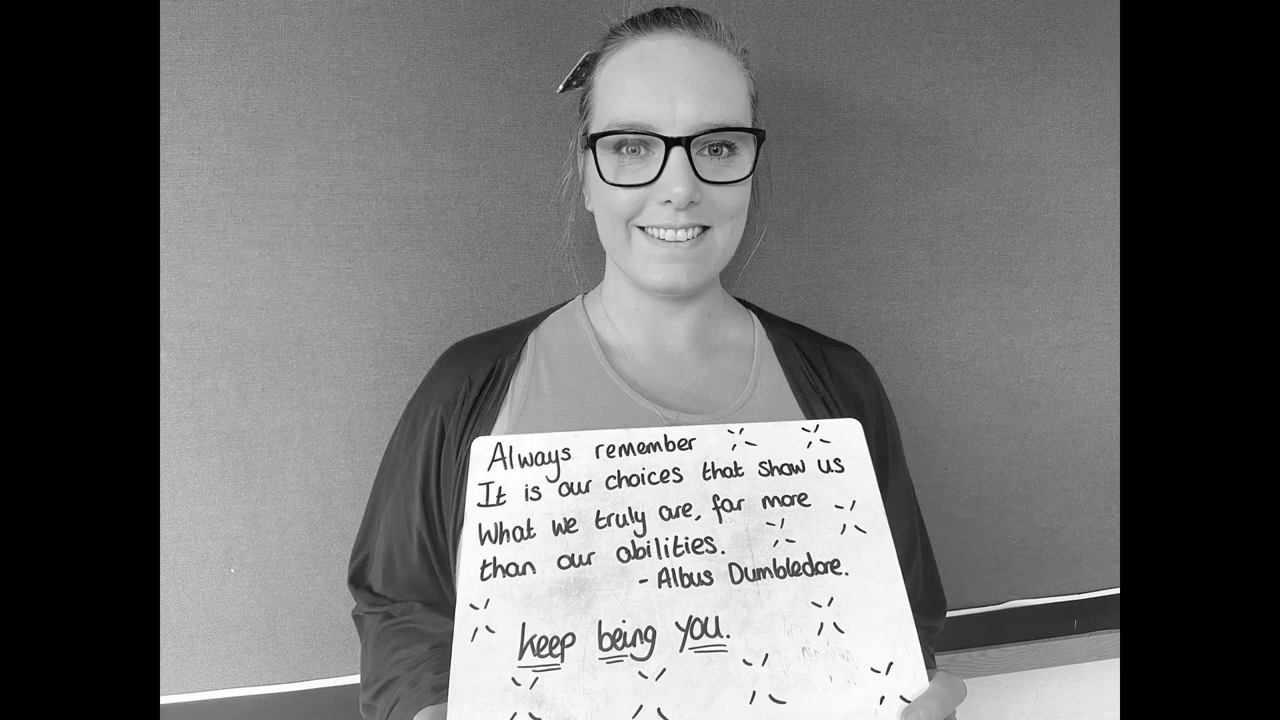 Always remember
It is our choices that show us
What we truly are, far more
than our abilities.
- Albus Dumbledore.
keep being you.